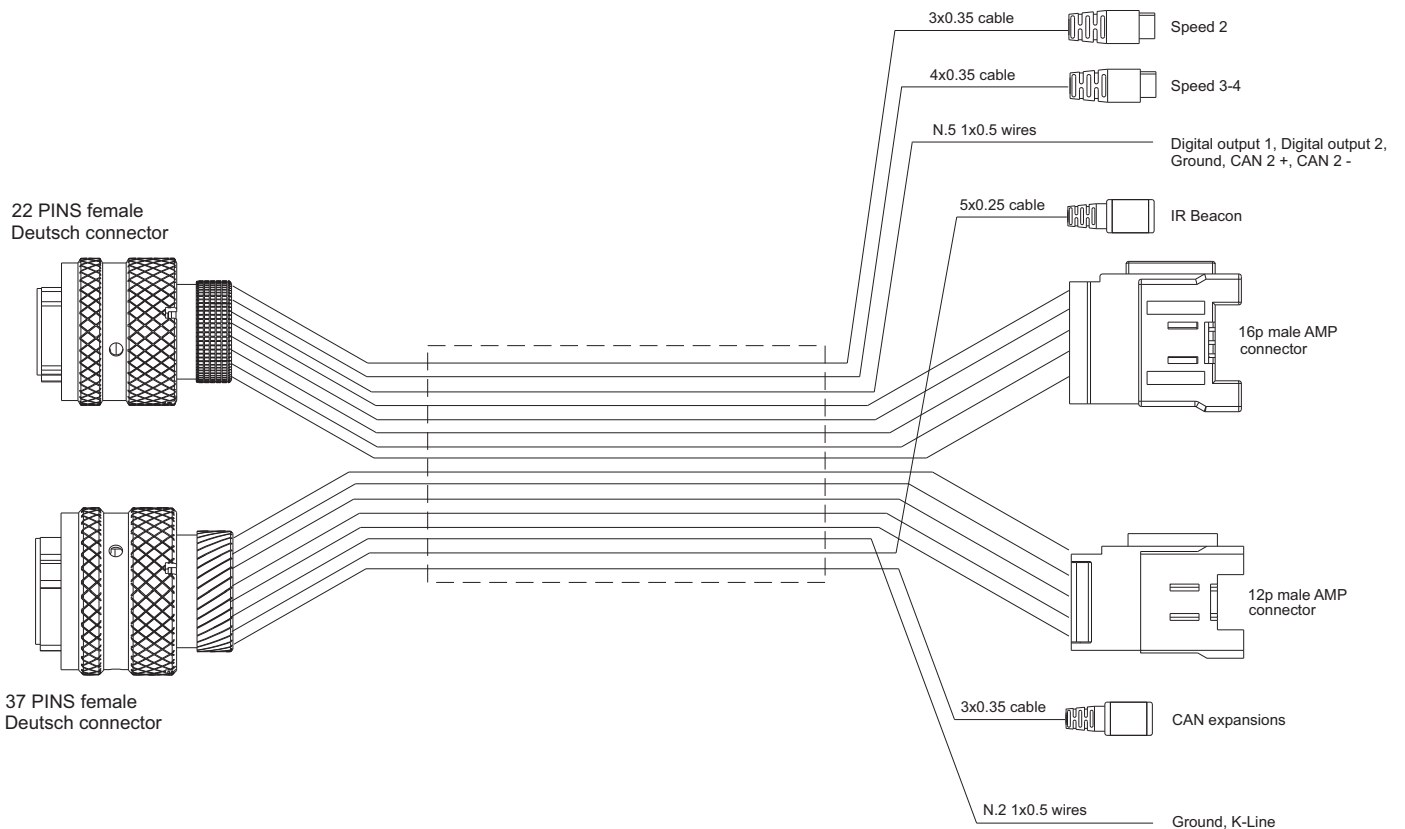 3x0.35 cable
Speed 2
4x0.35 cable
Speed 3-4
N.5 1x0.5 wires
Digital output 1, Digital output 2,
Ground, CAN 2 +, CAN 2 -
22 PINS female
Deutsch connector
5x0.25 cable
IR Beacon
16p male AMP
connector
12p male AMP
connector
37 PINS female
Deutsch connector
3x0.35 cable
CAN expansions
N.2 1x0.5 wires
Ground, K-Line